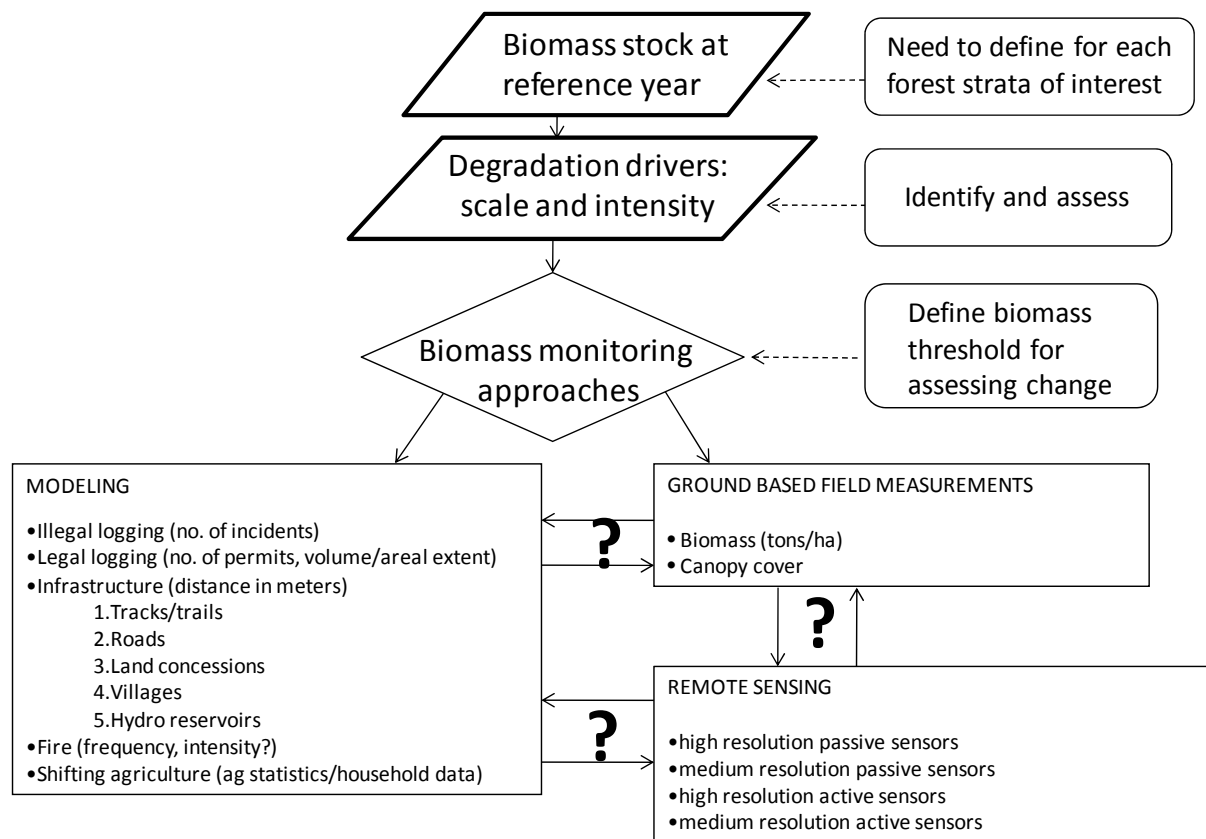 Biomass stock at
reference year
Need to define for each
forest strata of interest
Degradation drivers:
scale and intensity
Identify and assess
Biomass monitoring
approaches
Define biomass
threshold for
assessing change
MODELING
•Illegal logging (no. of incidents)
•Legal logging (no. of permits, volume/areal extent)
•Infrastructure (distance in meters)
1.Tracks/trails
2.Roads
3.Land concessions
4.Villages
5.Hydro reservoirs
•Fire (frequency, intensity?)
•Shifting agriculture (ag statistics/household data)
?
GROUND BASED FIELD MEASUREMENTS
• Biomass (tons/ha)
• Canopy cover
?
?
REMOTE SENSING
•high resolution passive sensors
•medium resolution passive sensors
•high resolution active sensors
•medium resolution active sensors